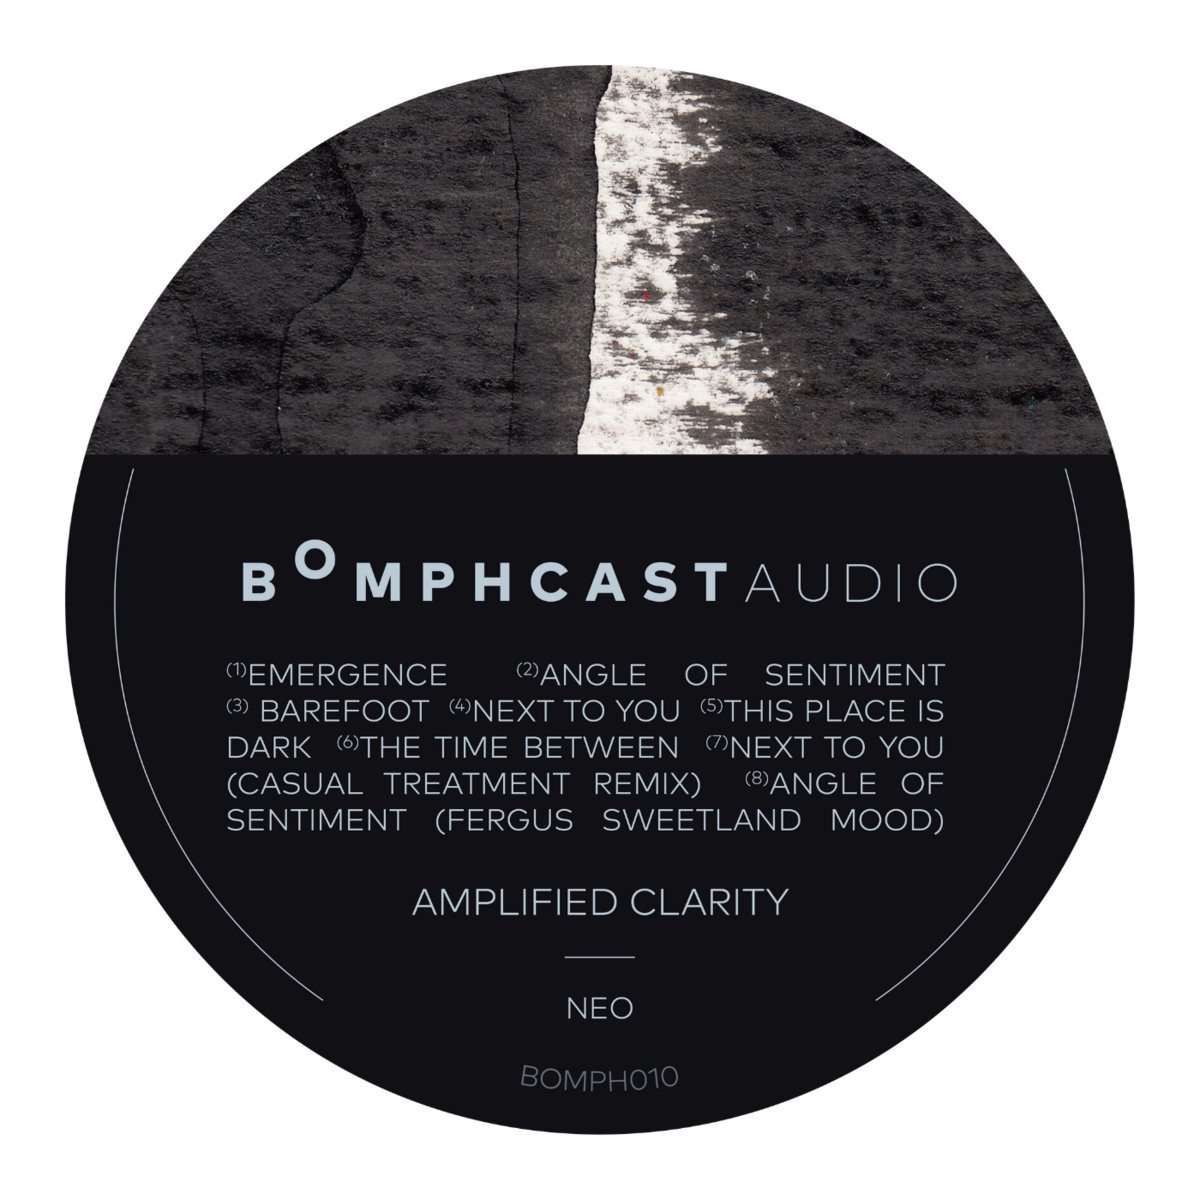 BOMPHCAST AUDIO
(1)EMERGENCE (2)ANGLE OF SENTIMENT
(3) BAREFOOT (4)NEXT TO YOU (5)THIS PLACE IS
DARK (6)THE TIME BETWEEN (7)NEXT TO YOU
(CASUAL TREATMENT REMIX) (8)ANGLE OF
SENTIMENT (FERGUS SWEETLAND MOOD)
AMPLIFIED CLARITY
NEO
BOMPH010